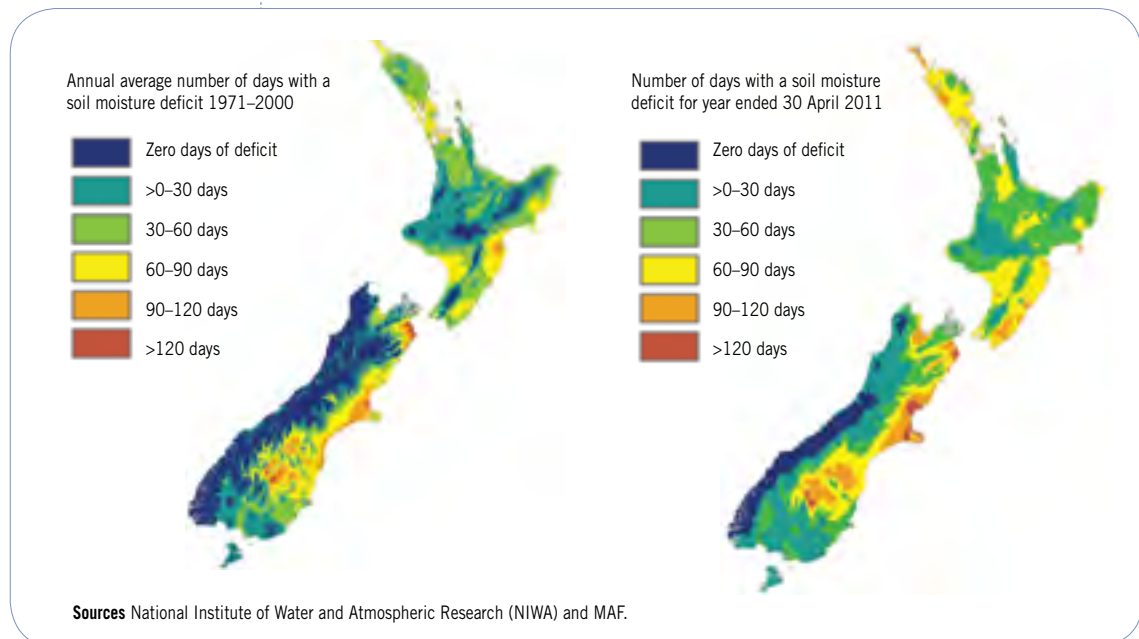 Annual average number of days with a
soil moisture deficit 1971–2000
Zero days of deficit
>0–30 days
30–60 days
60–90 days
90–120 days
>120 days
Number of days with a soil moisture
deficit for year ended 30 April 2011
Zero days of deficit
>0–30 days
30–60 days
60–90 days
90–120 days
>120 days
Sources National Institute of Water and Atmospheric Research (NIWA) and MAF.